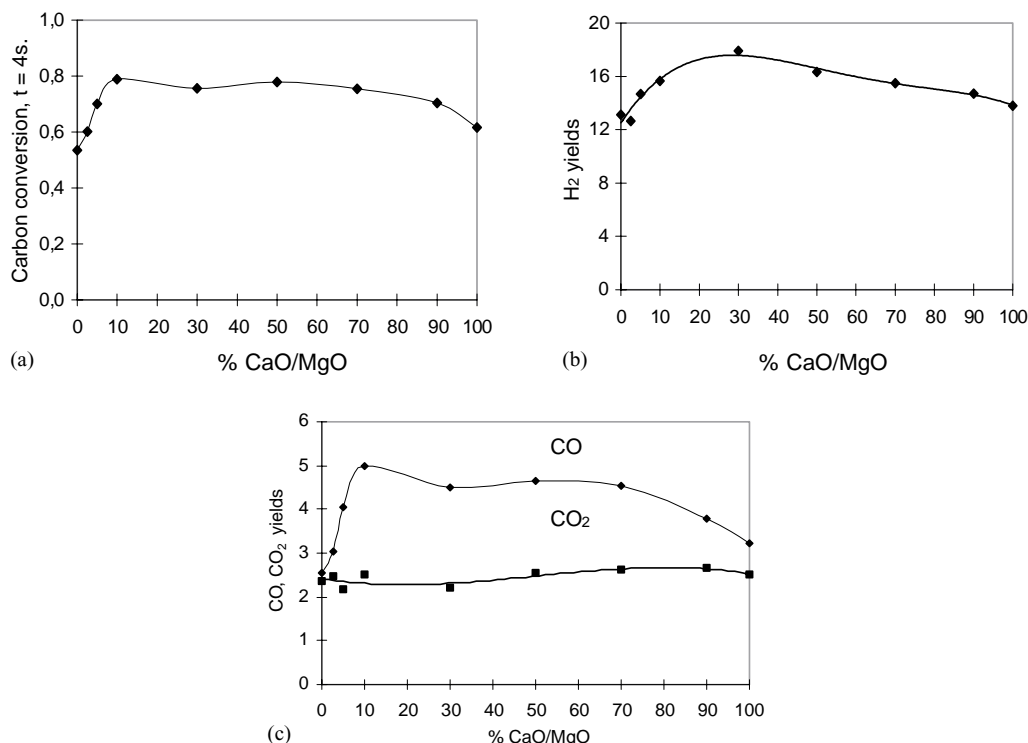 Carbon conversion, t = 4s.
1,0
0,8
0,6
0,4
0,2
0,0
0 10 20 30 40 50 60 70 80 90 100
% CaO/MgO
(a)
H2 yields
20
16
12
8
4
0
0 10 20 30 40 50 60 70 80 90 100
% CaO/MgO
(b)
CO, CO2 yields
6
5
4
3
2
1
0
CO
CO2
0 10 20 30 40 50 60 70 80 90 100
% CaO/MgO
(c)